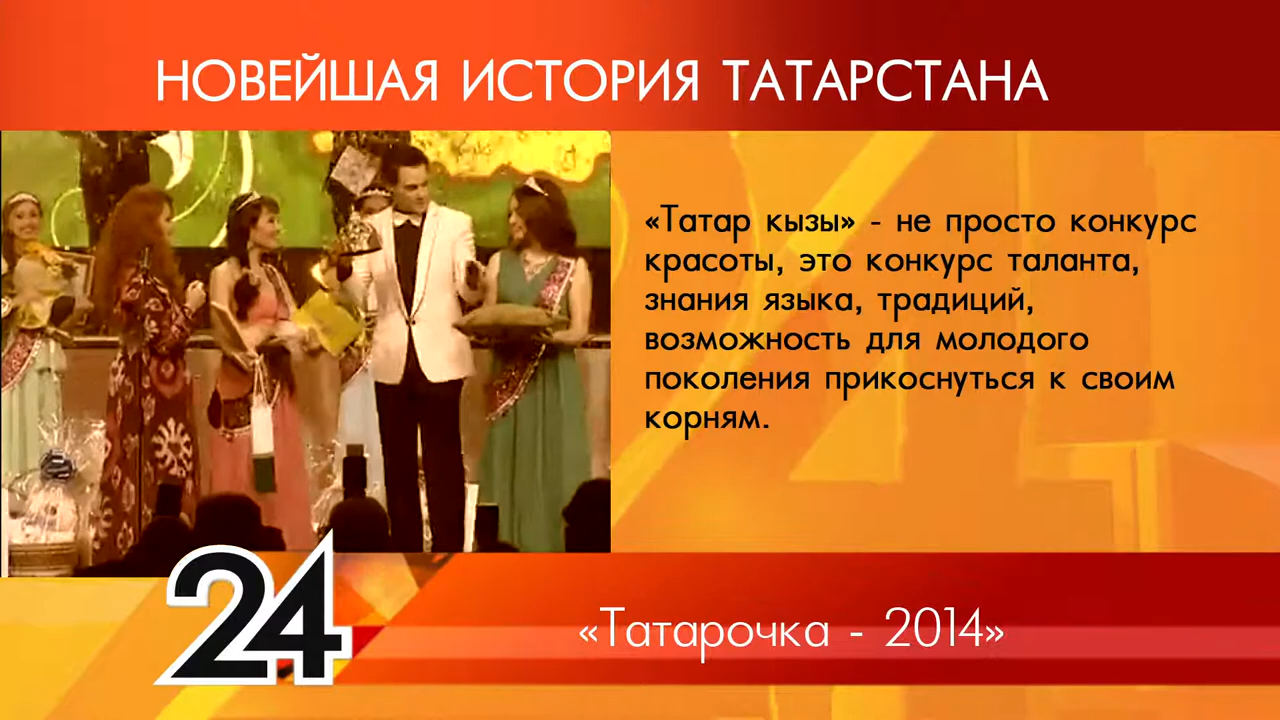 НОВЕЙШАЯ ИСТОРИЯ ТАТАРСТАНА
«Татар кызы» - не просто конкурс
красоты, это конкурс таланта,
знания языка, традиций,
возможность для молодого
поколения прикоснуться к своим
корням.
24
«Татарочка - 2014»